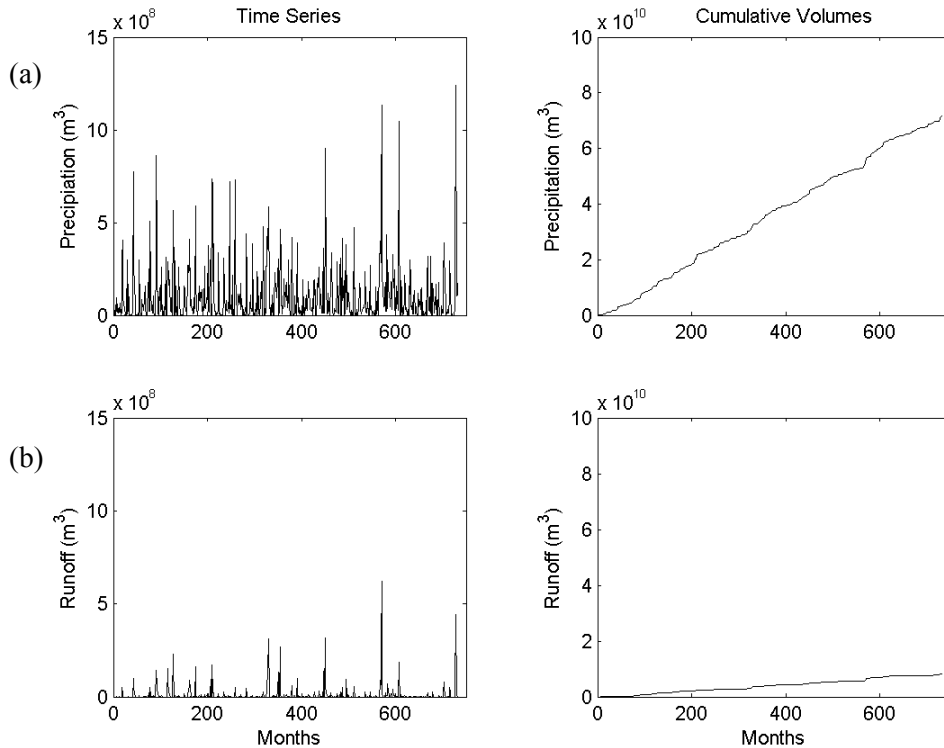 Time Series
Cumulative Volumes
(a)
x 10^8
15
10
5
0
0 200 400 600
Precipiation (m^3)
x 10^10
10
8
6
4
2
0
0 200 400 600
Precipitation (m^3)
(b)
x 10^8
15
10
5
0
0 200 400 600
Runoff (m^3)
Months
x 10^10
10
8
6
4
2
0
0 200 400 600
Runoff (m^3)
Months